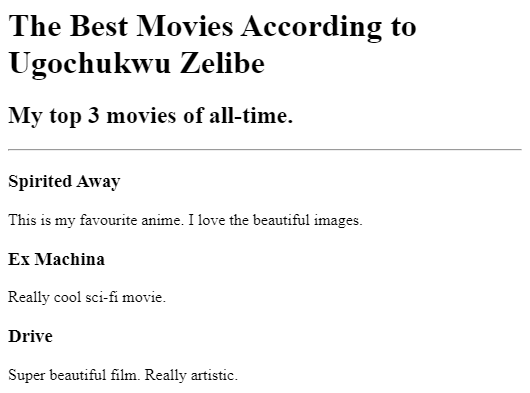 The Best Movies According to
Ugochukwu Zelibe
My top 3 movies of all-time.
Spirited Away
This is my favourite anime. I love the beautiful images.
Ex Machina
Really cool sci-fi movie.
Drive
Super beautiful film. Really artistic.